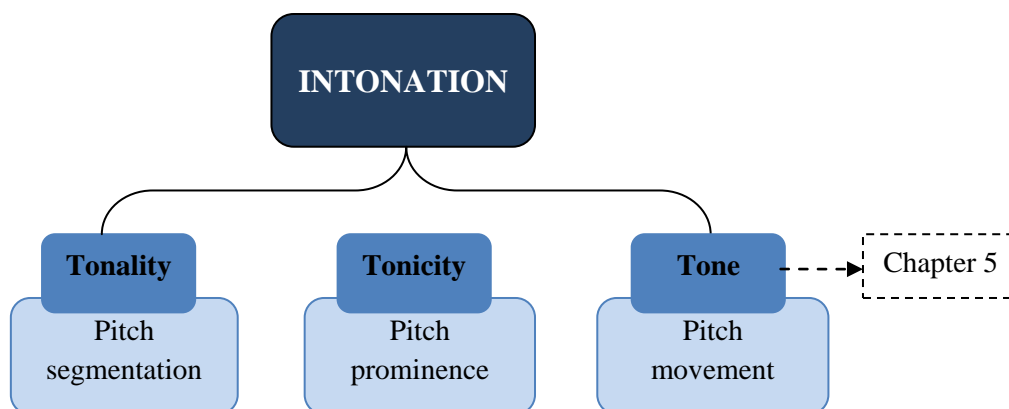 INTONATION
Tonality
Tonicity
Tone
Chapter 5
Pitch
segmentation
Pitch
prominence
Pitch
movement